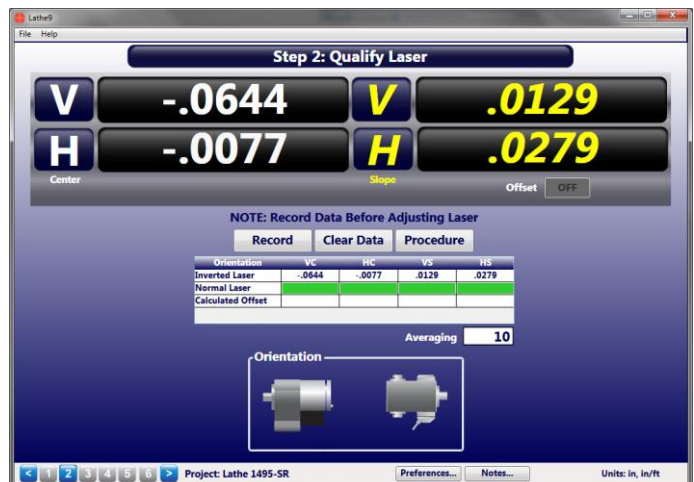 Lathe9
File Help
Step 2: Qualify Laser
V -.0644 V .0129
H -.0077 H .0279
Center Slope Offset OFF
NOTE: Record Data Before Adjusting Laser
Record Clear Data Procedure
Orientation VC HC VS HS
Inverted Laser -.0644 -.0077 .0129 .0279
Normal Laser
Calculated Offset
Averaging 10
Orientation
< 1 2 3 4 5 6 > Project: Lathe 1495-SR Preferences... Notes... Units: in, in/ft